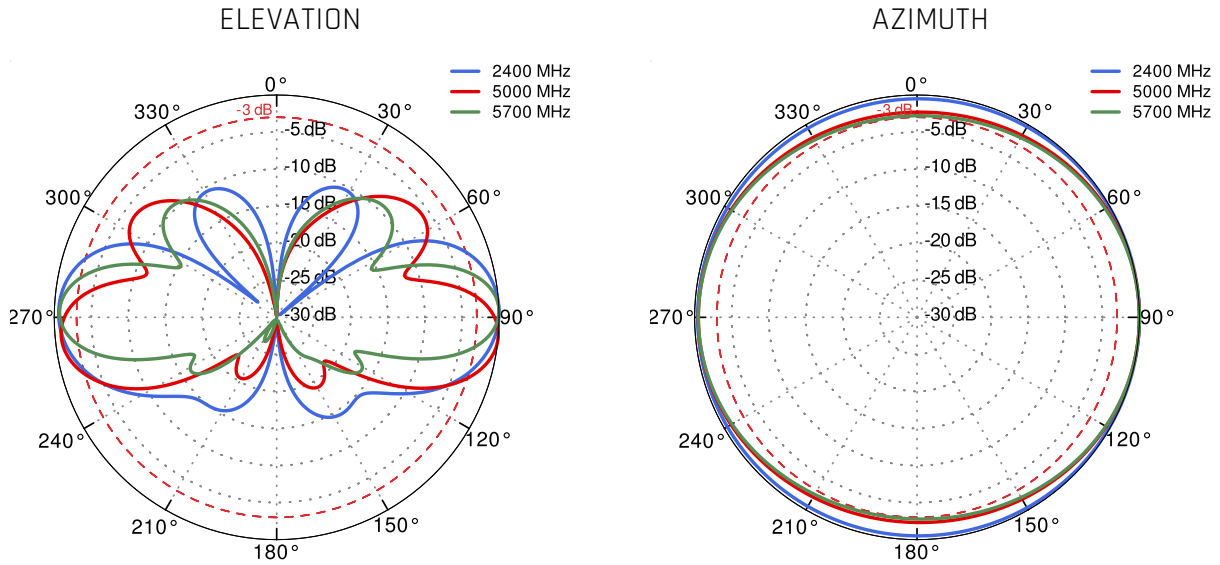 ELEVATION
2400 MHz
5000 MHz
5700 MHz
0°
330°
-3 dB
30°
-5 dB
-10 dB
300°
60°
-15 dB
-20 dB
-25 dB
270°
-30 dB
90°
240°
120°
210°
150°
180°
AZIMUTH
2400 MHz
5000 MHz
5700 MHz
0°
330°
-3 dB
30°
-5 dB
-10 dB
300°
60°
-15 dB
-20 dB
-25 dB
270°
-30 dB
90°
240°
120°
210°
150°
180°